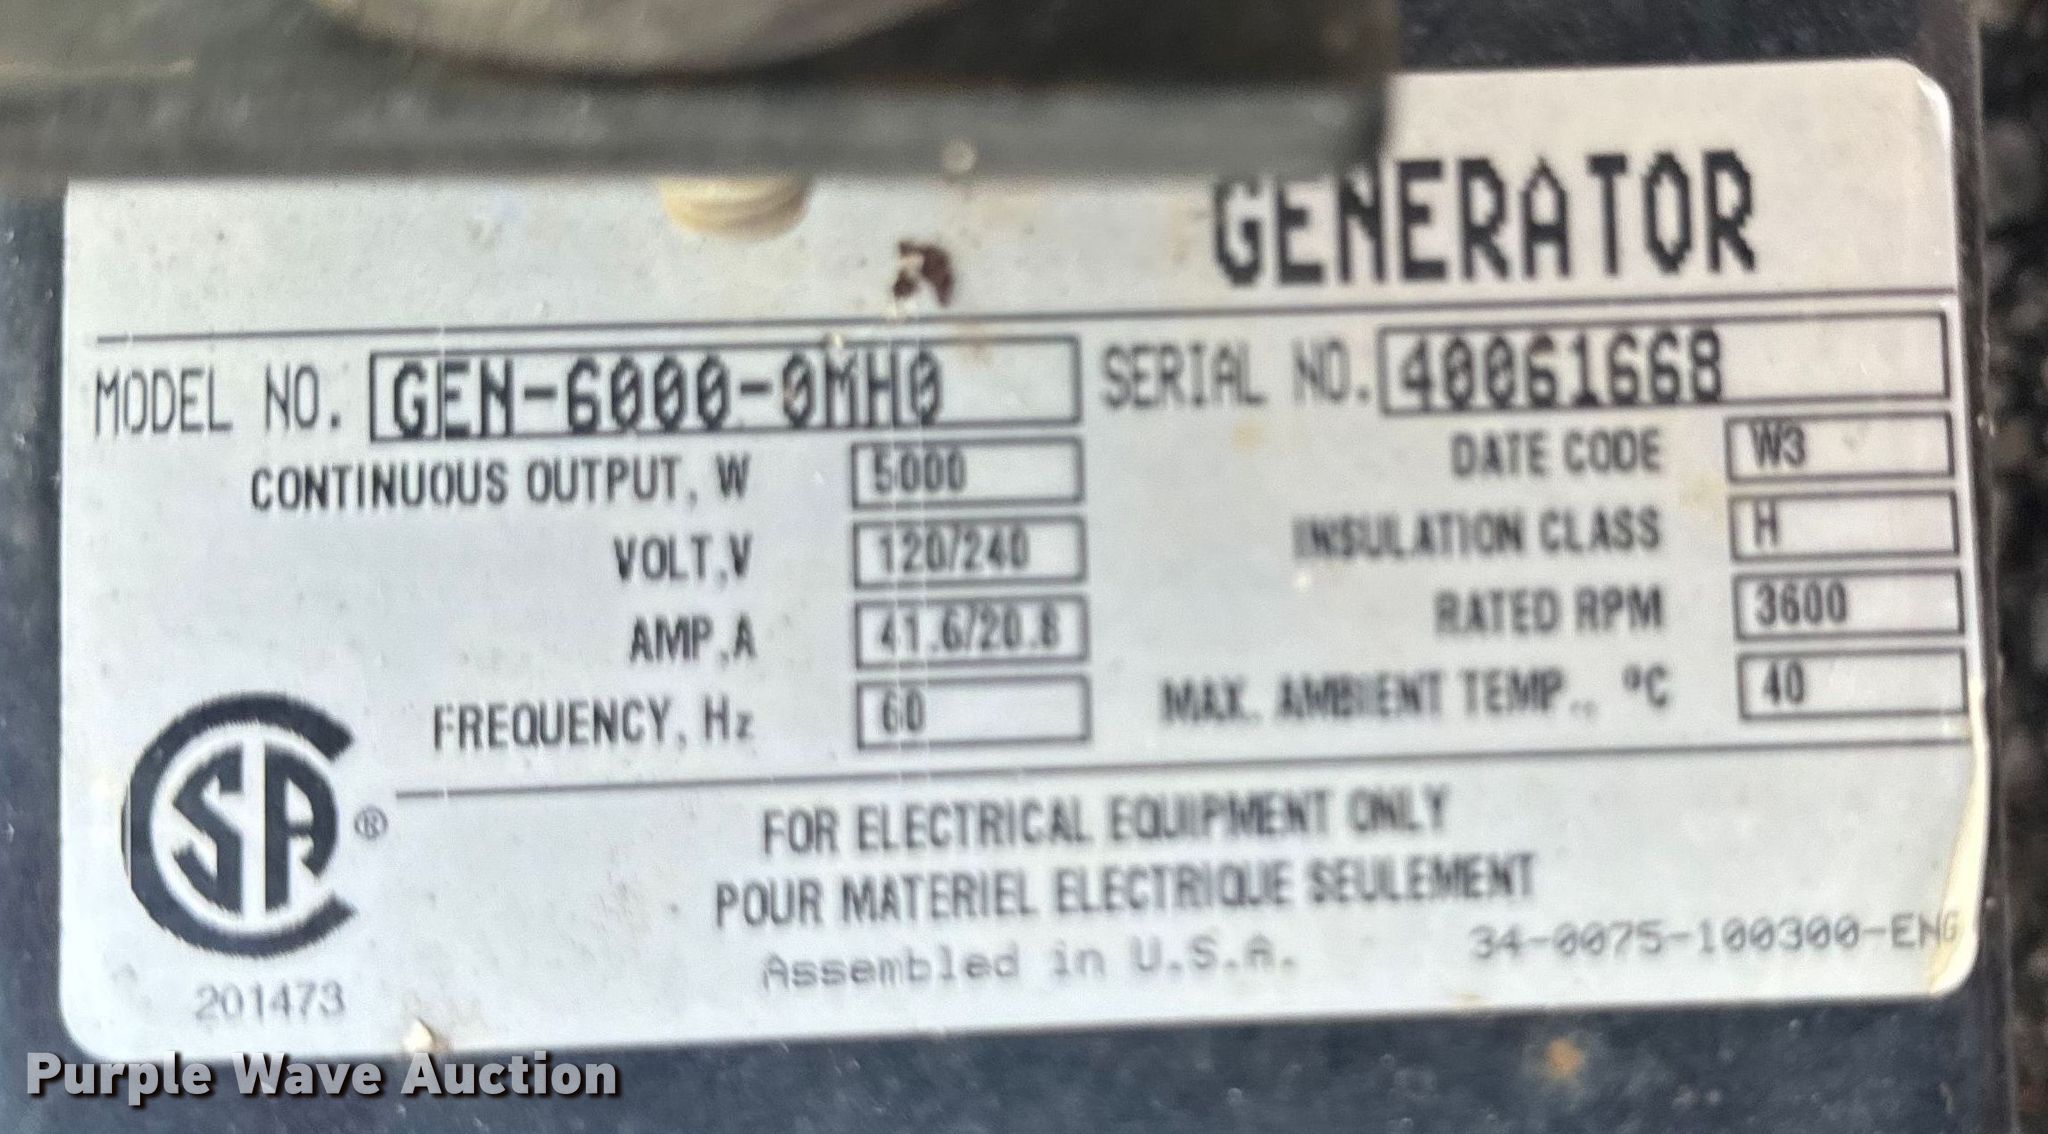 GENERATOR
MODEL NO. GEN-6000-0MH0 SERIAL NO. 40061668
CONTINUOUS OUTPUT, W 5000 DATE CODE W3
VOLT,V 120/240 INSULATION CLASS H
AMP,A 41.6/20.8 RATED RPM 3600
FREQUENCY, Hz 60 MAX. AMBIENT TEMP., ºC 40
CSA ®
FOR ELECTRICAL EQUIPMENT ONLY
POUR MATERIEL ELECTRIQUE SEULEMENT
Assembled in U.S.A. 34-0075-100300-ENG
201473
Purple Wave Auction